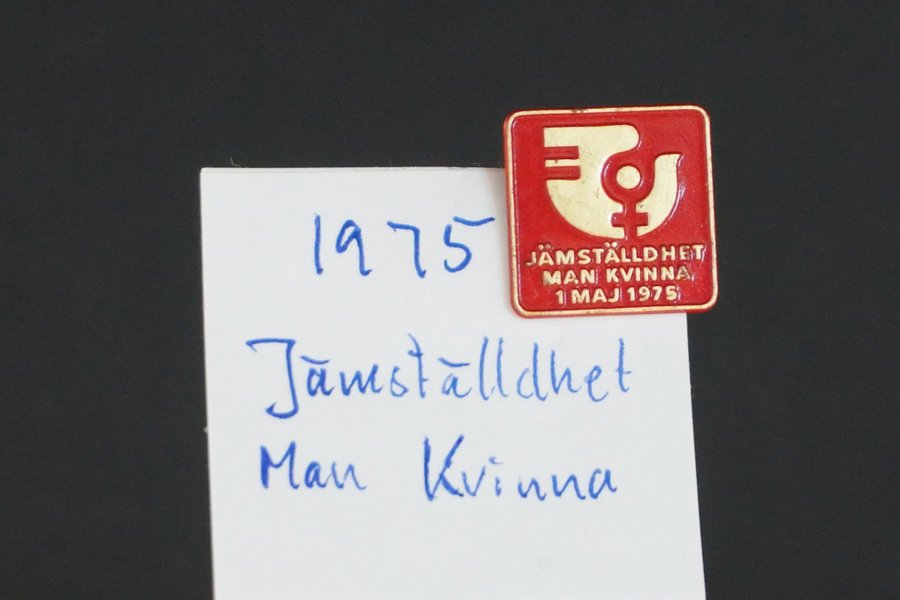 1975
Jämställdhet
Man Kvinna
JÄMSTÄLLDHET
MAN KVINNA
1 MAJ 1975